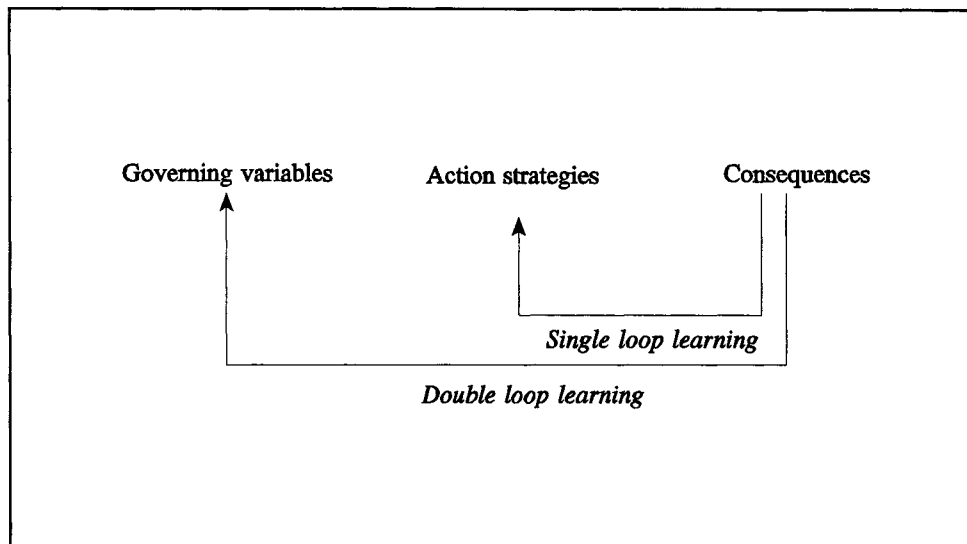 Governing variables
Action strategies
Consequences
Single loop learning
Double loop learning